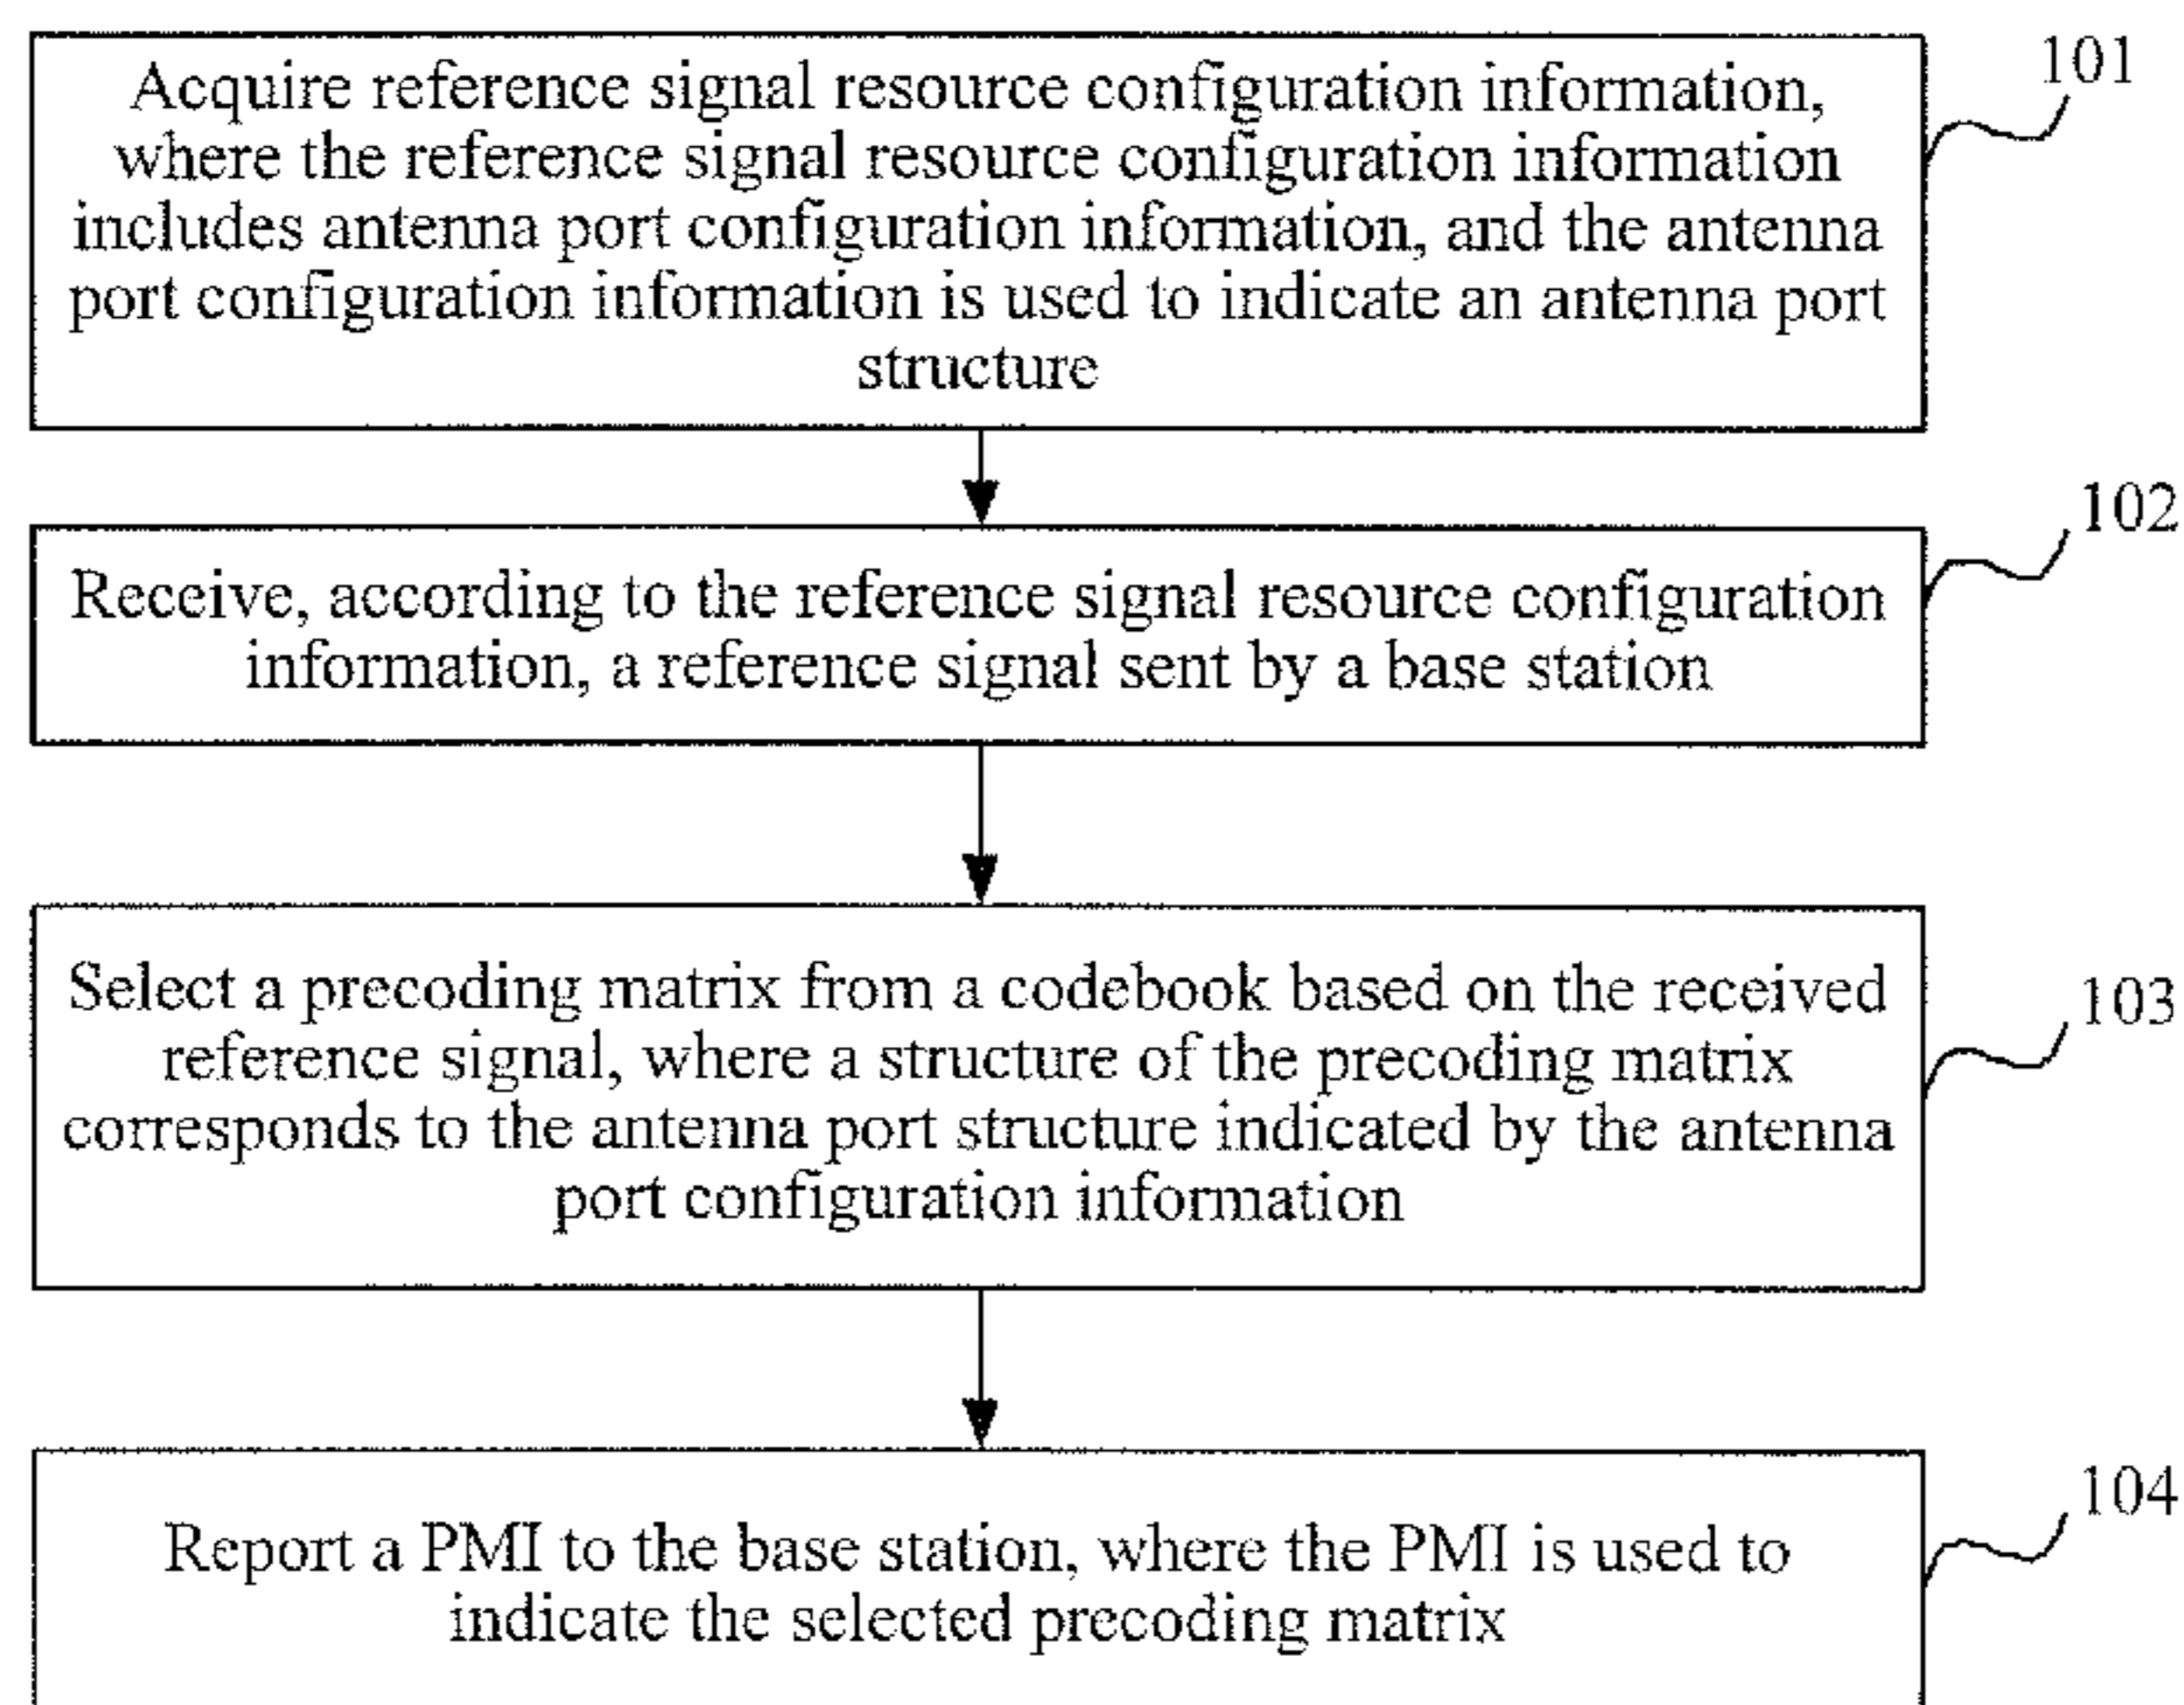 Acquire reference signal resource configuration information,
where the reference signal resource configuration information
includes antenna port configuration information, and the antenna
port configuration information is used to indicate an antenna port
structure
101
Receive, according to the reference signal resource configuration
information, a reference signal sent by a base station
102
Select a precoding matrix from a codebook based on the received
reference signal, where a structure of the precoding matrix
corresponds to the antenna port structure indicated by the antenna
port configuration information
103
Report a PMI to the base station, where the PMI is used to
indicate the selected precoding matrix
104